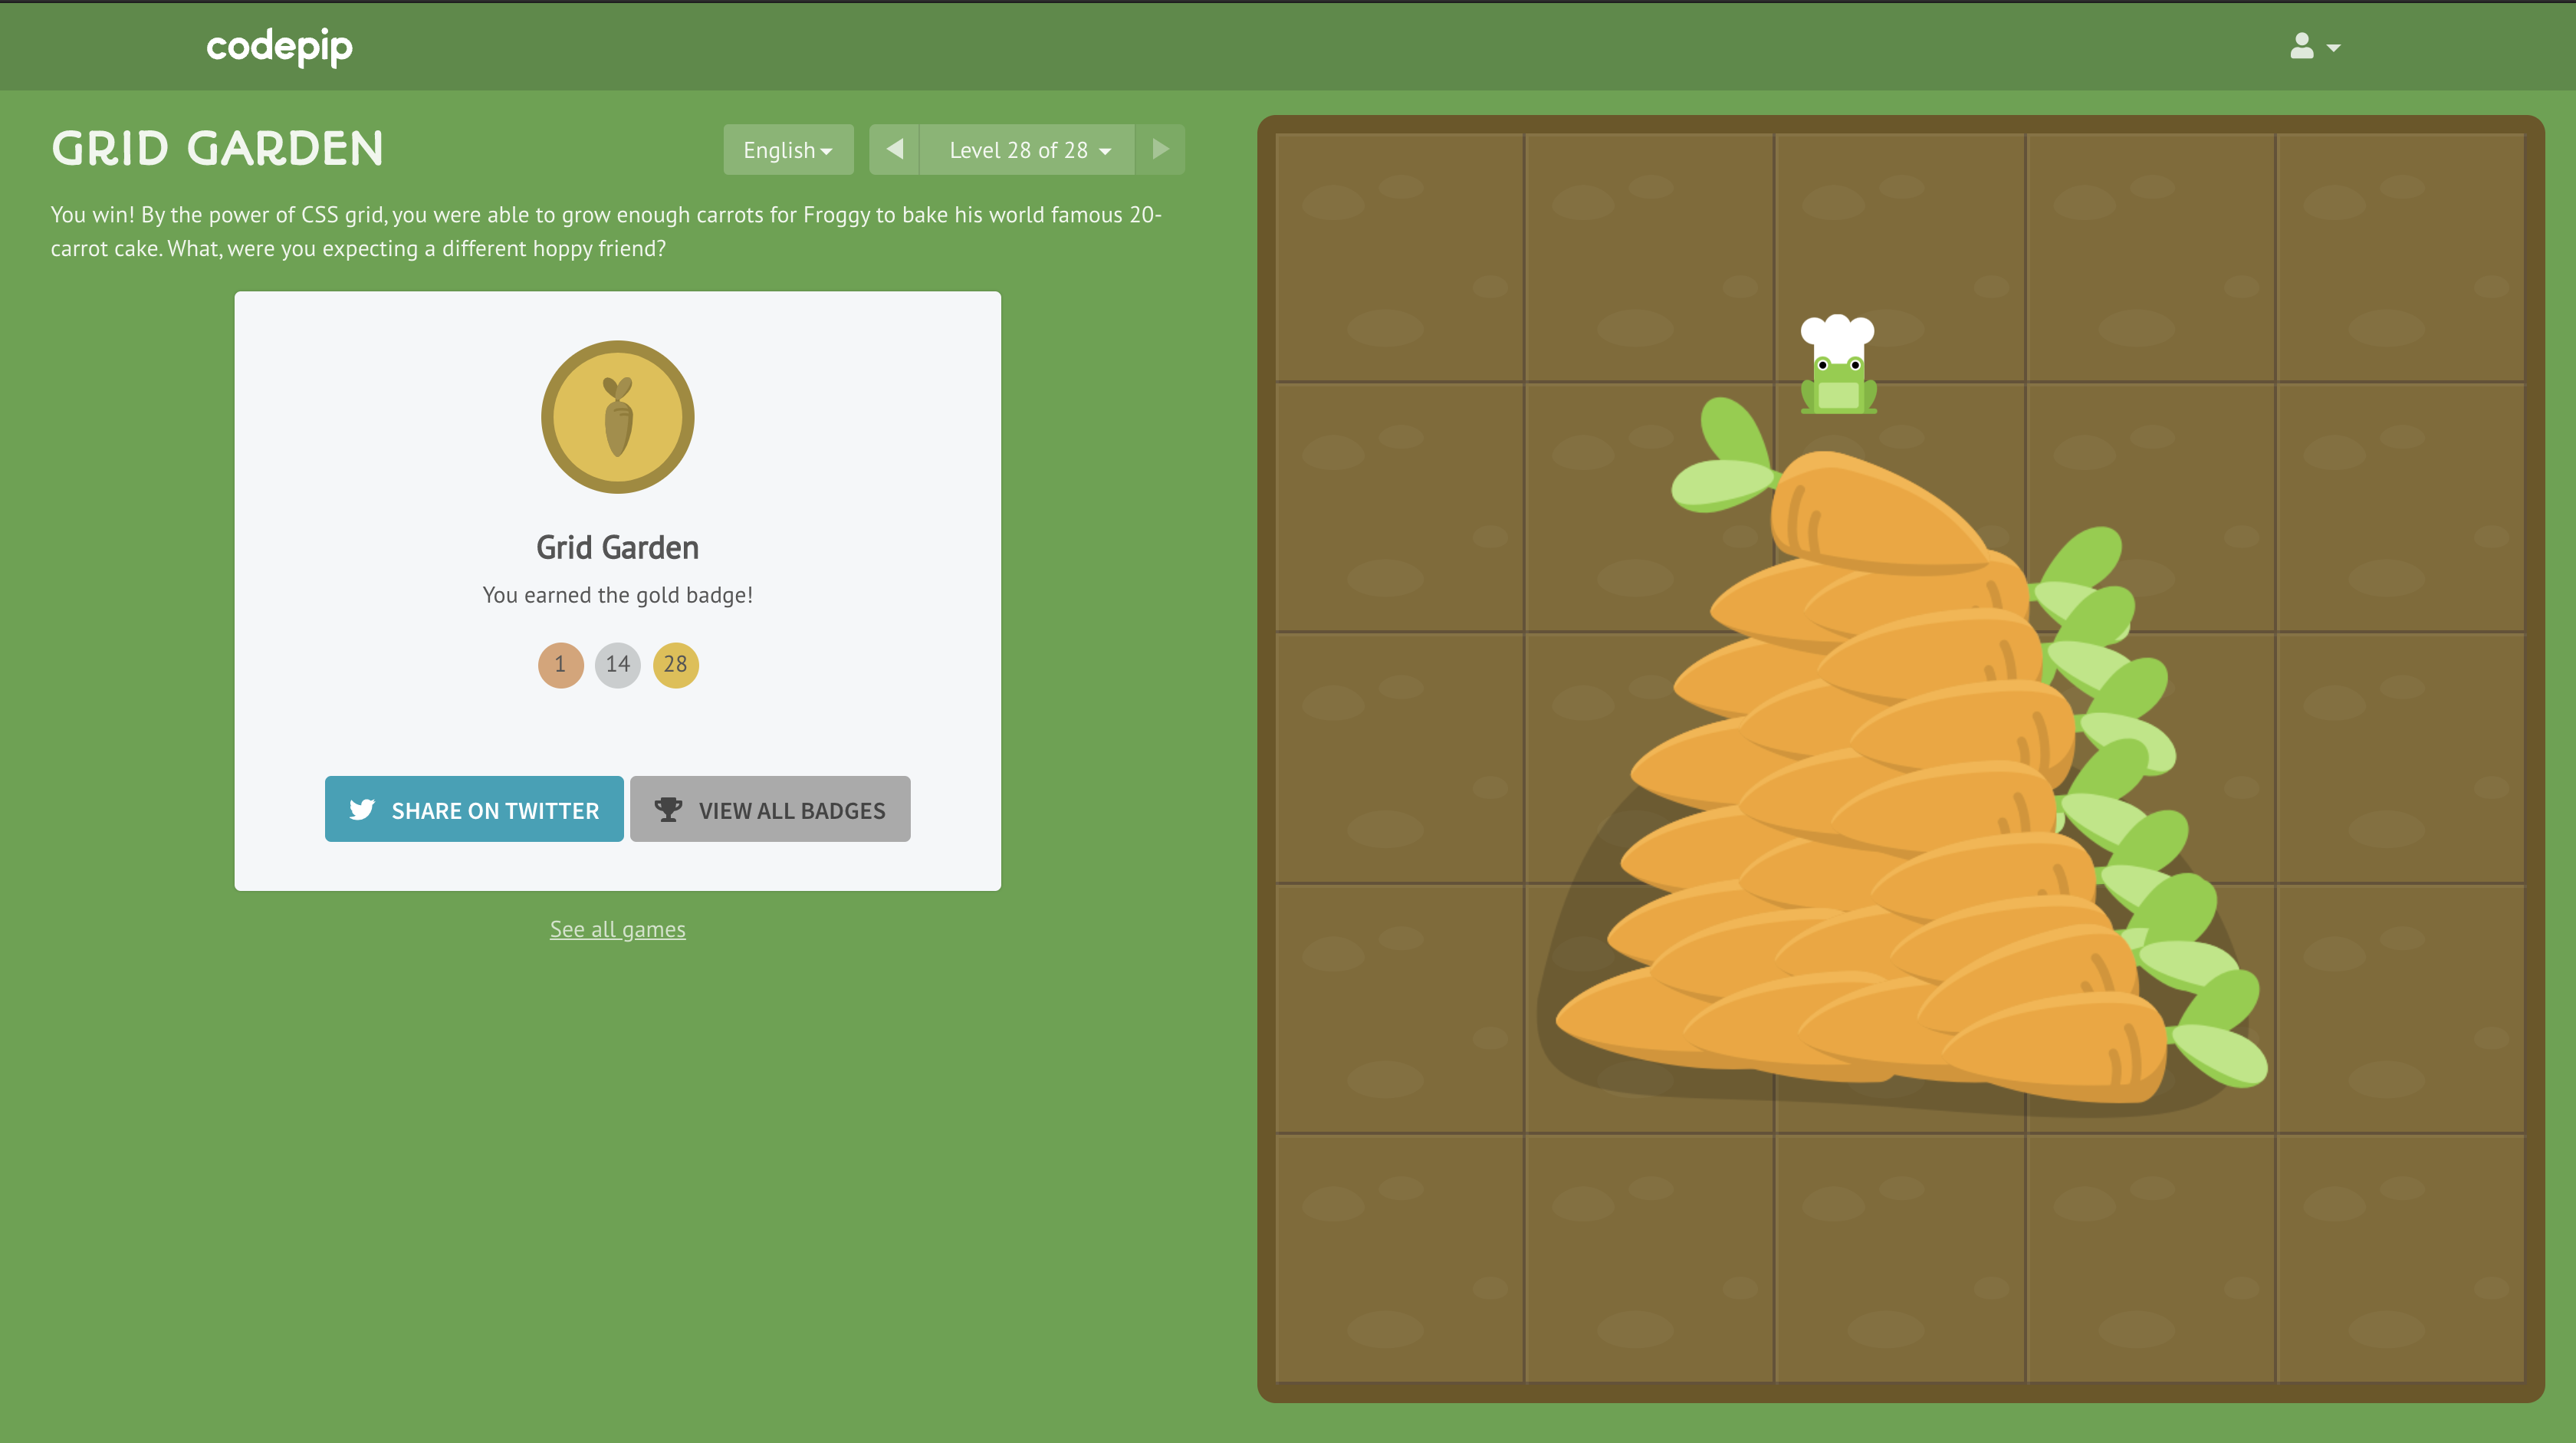 codepip
GRID GARDEN
English
Level 28 of 28
You win! By the power of CSS grid, you were able to grow enough carrots for Froggy to bake his world famous 20-
carrot cake. What, were you expecting a different hoppy friend?
Grid Garden
You earned the gold badge!
1 14 28
SHARE ON TWITTER
VIEW ALL BADGES
See all games